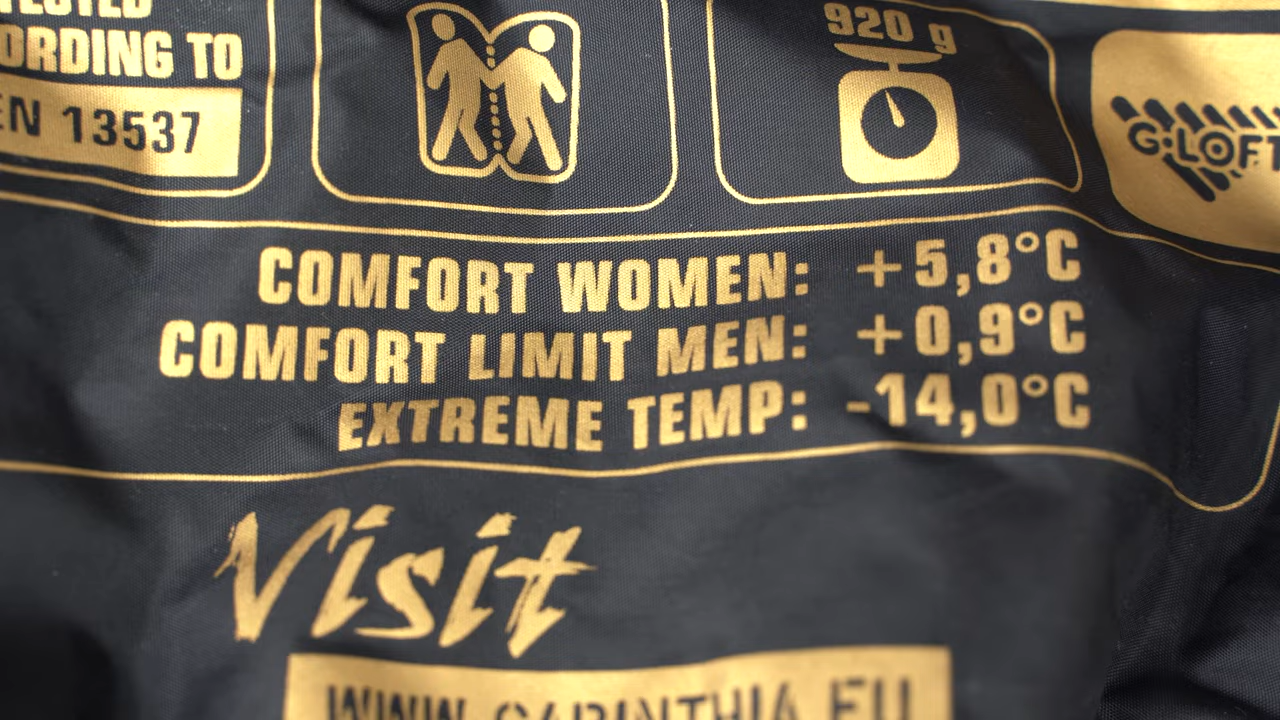 TESTED
ORDING TO
EN 13537
920 g
G·LOFT
COMFORT WOMEN: +5,8°C
COMFORT LIMIT MEN: +0,9°C
EXTREME TEMP: -14,0°C
Visit
WWW.CARINTHIA.EU